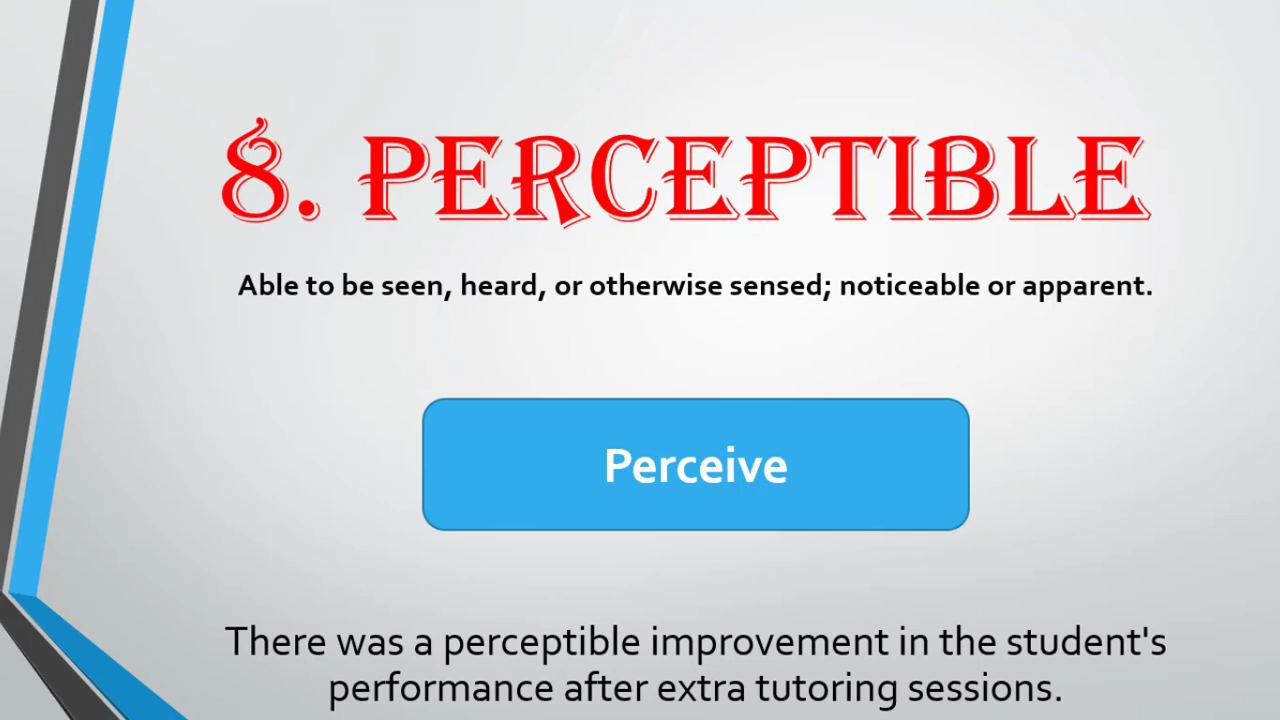 8. PERCEPTIBLE
Able to be seen, heard, or otherwise sensed; noticeable or apparent.
Perceive
There was a perceptible improvement in the student's
performance after extra tutoring sessions.